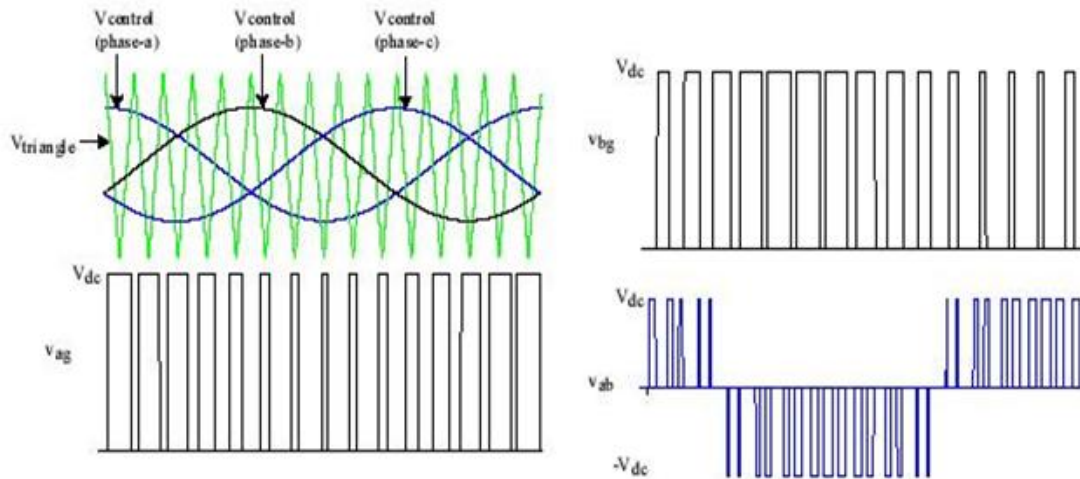 Vcontrol Vcontrol Vcontrol
(phase-a) (phase-b) (phase-c)
Vtriangle
Vdc
vag
Vdc
vbg
Vdc
vab
-Vdc